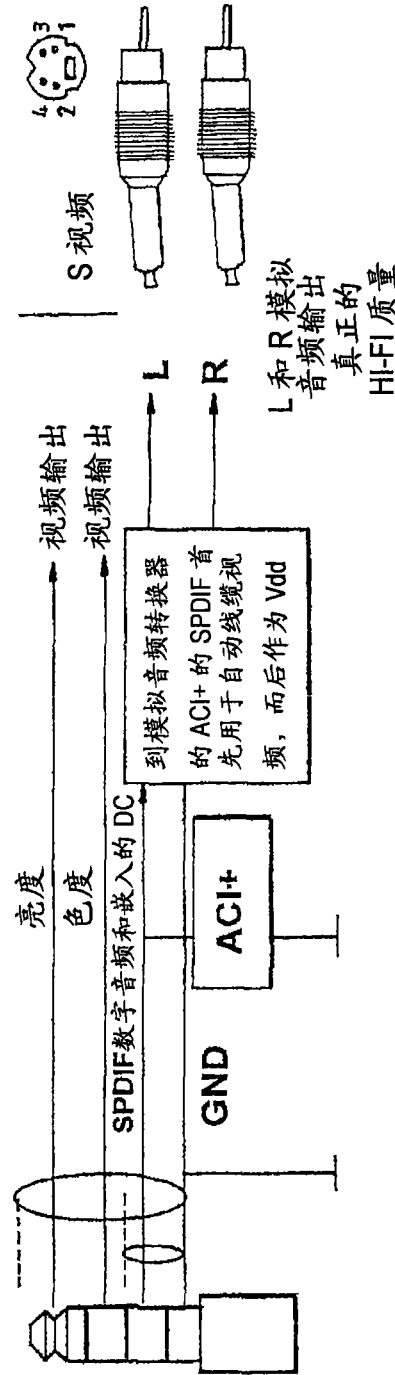 亮度
视频输出
色度
视频输出
SPDIF数字音频和嵌入的 DC
GND
ACI+
到模拟音频转换器
的 ACI+ 的 SPDIF 首
先用于自动线缆视
频，而后作为 Vdd
L
R
S 视频
4
3
2
1
L 和 R 模拟
音频输出
真正的
HI-FI 质量